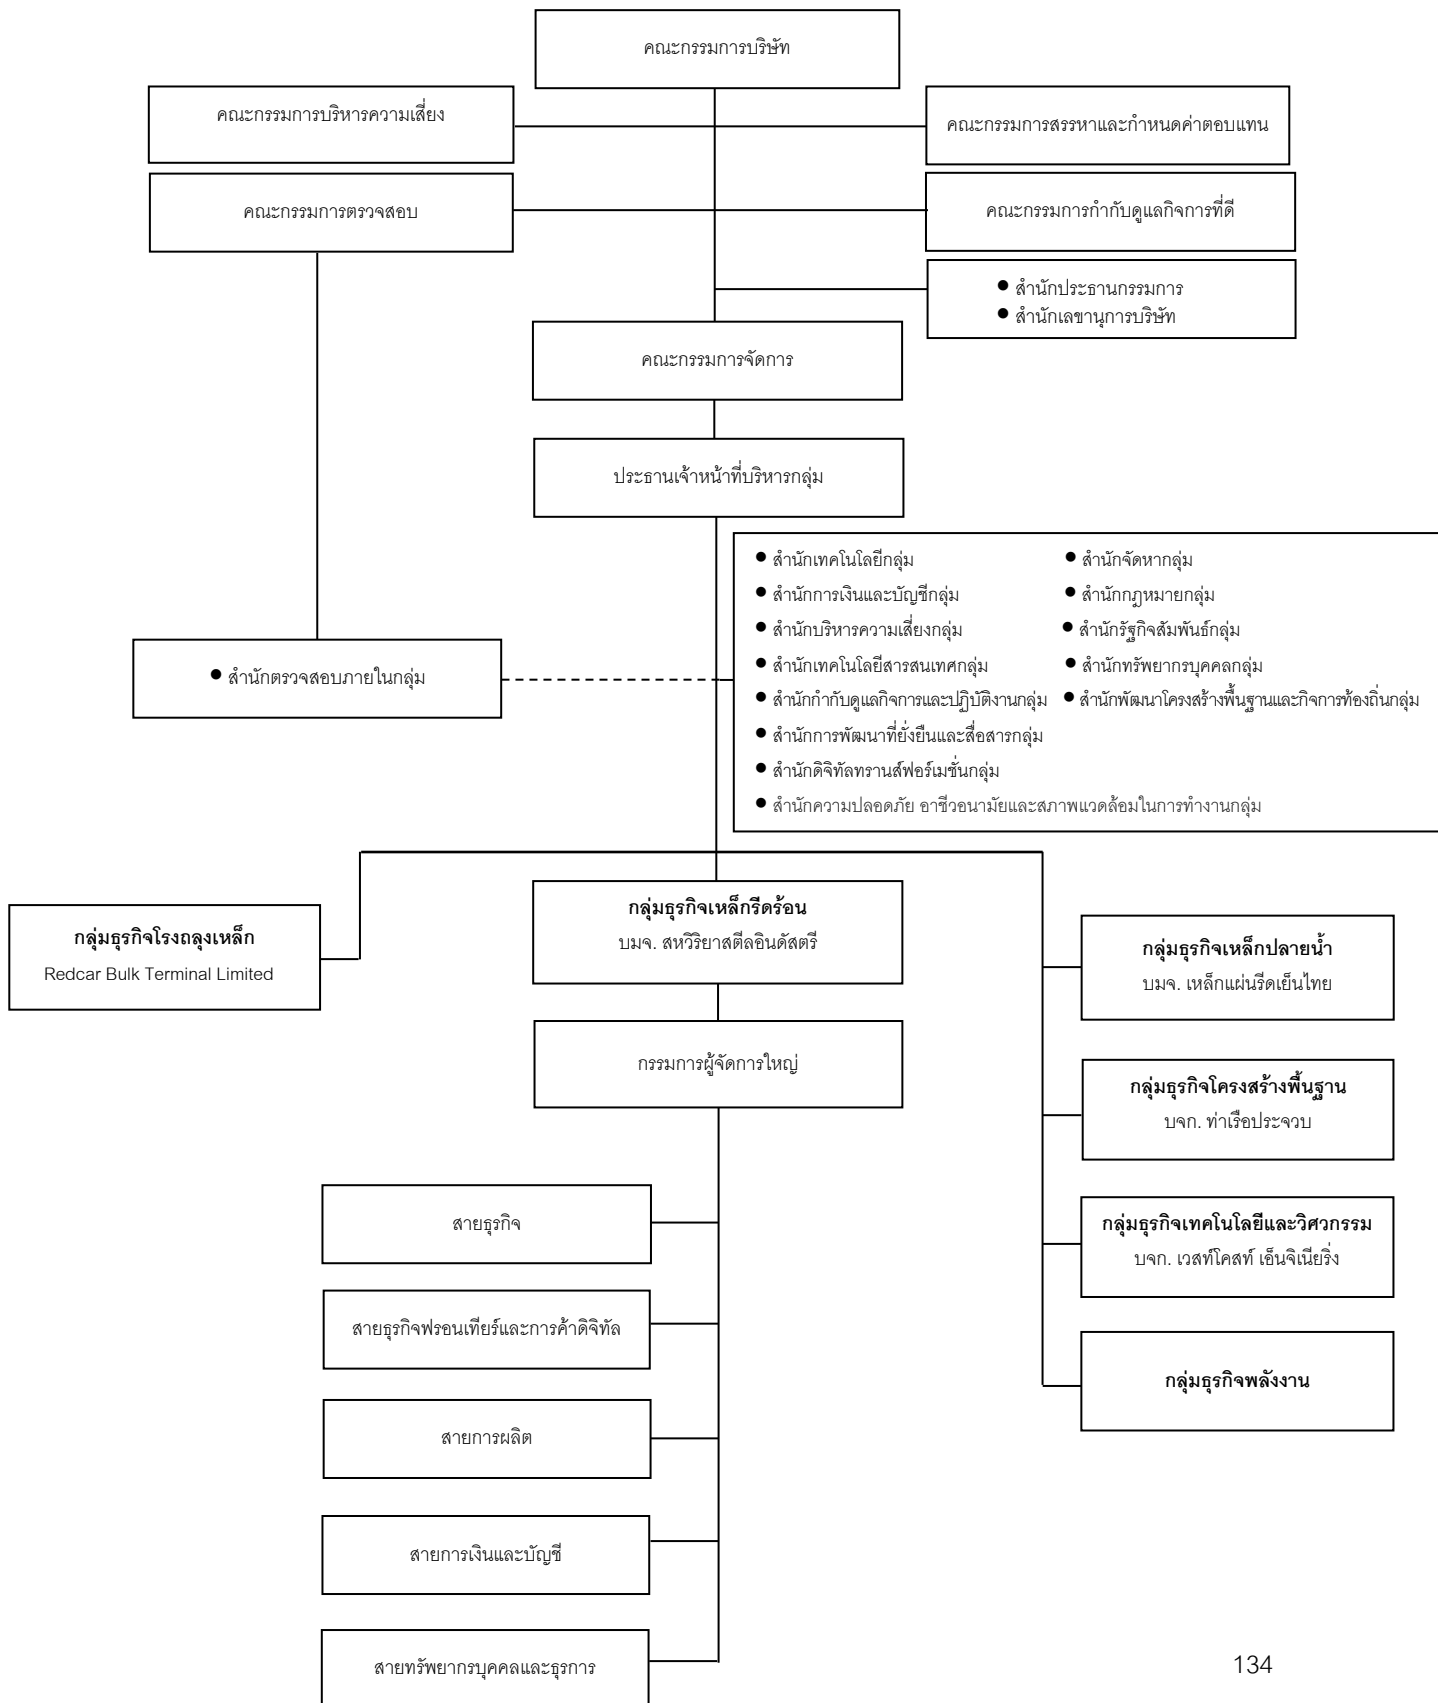 คณะกรรมการบริษัท
คณะกรรมการบริหารความเสี่ยง
คณะกรรมการสรรหาและกำหนดค่าตอบแทน
คณะกรรมการตรวจสอบ
คณะกรรมการกำกับดูแลกิจการที่ดี
● สำนักประธานกรรมการ
● สำนักเลขานุการบริษัท
คณะกรรมการจัดการ
ประธานเจ้าหน้าที่บริหารกลุ่ม
● สำนักเทคโนโลยีกลุ่ม
● สำนักจัดหากลุ่ม
● สำนักการเงินและบัญชีกลุ่ม
● สำนักกฎหมายกลุ่ม
● สำนักบริหารความเสี่ยงกลุ่ม
● สำนักรัฐกิจสัมพันธ์กลุ่ม
● สำนักเทคโนโลยีสารสนเทศกลุ่ม
● สำนักทรัพยากรบุคคลกลุ่ม
● สำนักกำกับดูแลกิจการและปฏิบัติงานกลุ่ม
● สำนักพัฒนาโครงสร้างพื้นฐานและกิจการท้องถิ่นกลุ่ม
● สำนักการพัฒนาที่ยั่งยืนและสื่อสารกลุ่ม
● สำนักดิจิทัลทรานส์ฟอร์เมชั่นกลุ่ม
● สำนักความปลอดภัย อาชีวอนามัยและสภาพแวดล้อมในการทำงานกลุ่ม
● สำนักตรวจสอบภายในกลุ่ม
กลุ่มธุรกิจโรงถลุงเหล็ก
Redcar Bulk Terminal Limited
กลุ่มธุรกิจเหล็กรีดร้อน
บมจ. สหวิริยาสตีลอินดัสตรี
กลุ่มธุรกิจเหล็กปลายน้ำ
บมจ. เหล็กแผ่นรีดเย็นไทย
กรรมการผู้จัดการใหญ่
กลุ่มธุรกิจโครงสร้างพื้นฐาน
บจก. ท่าเรือประจวบ
กลุ่มธุรกิจเทคโนโลยีและวิศวกรรม
บจก. เวสท์โคสท์ เอ็นจิเนียริ่ง
กลุ่มธุรกิจพลังงาน
สายธุรกิจ
สายธุรกิจฟรอนเทียร์และการค้าดิจิทัล
สายการผลิต
สายการเงินและบัญชี
สายทรัพยากรบุคคลและธุรการ
134